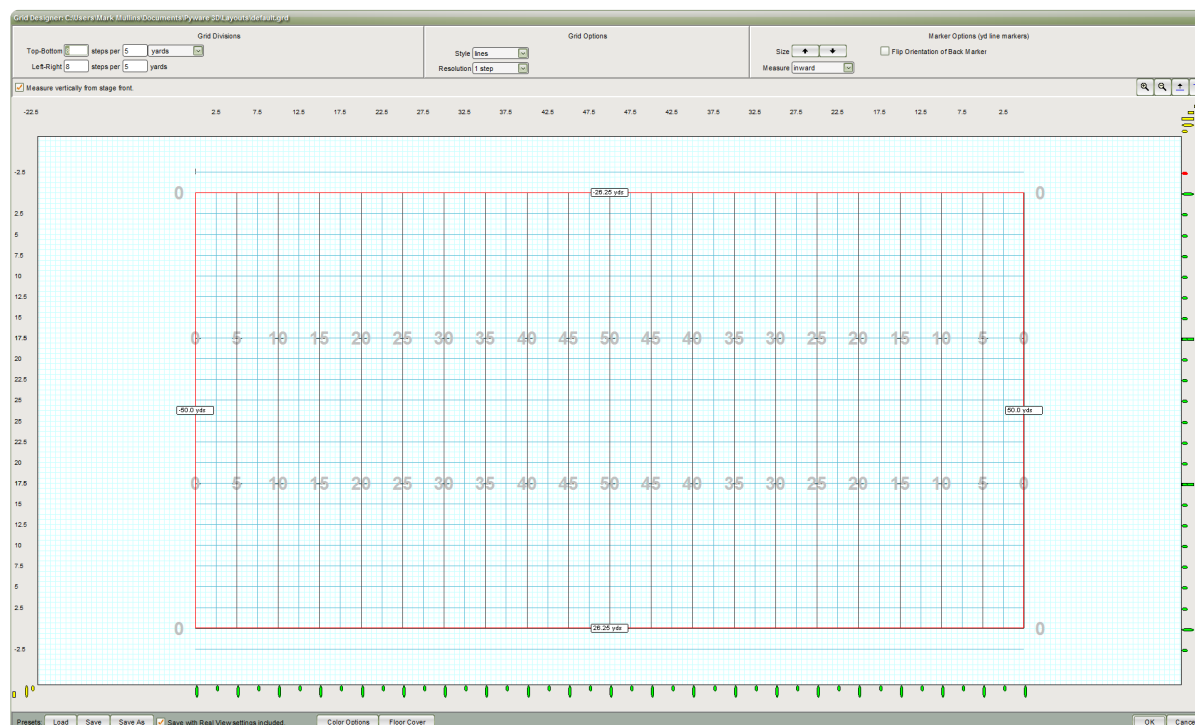 Grid Designer: C:\Users\Mark Mullins\Documents\Pyware 3D\Layouts\default.grd
Grid Divisions
Grid Options
Marker Options (yd line markers)
Top-Bottom steps per 5 yards
Left-Right 8 steps per 5 yards
Style lines
Resolution 1 step
Size
Flip Orientation of Back Marker
Measure inward
Measure vertically from stage front.
-22.5 2.5 7.5 12.5 17.5 22.5 27.5 32.5 37.5 42.5 47.5 47.5 42.5 37.5 32.5 27.5 22.5 17.5 12.5 7.5 2.5
-2.5
0 -26.25 yds 0
2.5
5
7.5
10
12.5
15
17.5 0 5 10 15 20 25 30 35 40 45 50 45 40 35 30 25 20 15 10 5 0
20
22.5
25
-50.0 yds 50.0 yds
25
22.5
20
17.5 0 5 10 15 20 25 30 35 40 45 50 45 40 35 30 25 20 15 10 5 0
12.5
10
7.5
5
2.5
0 26.25 yds 0
-2.5
Presets: Load Save Save As Save with Real View settings included. Color Options Floor Cover OK Cance